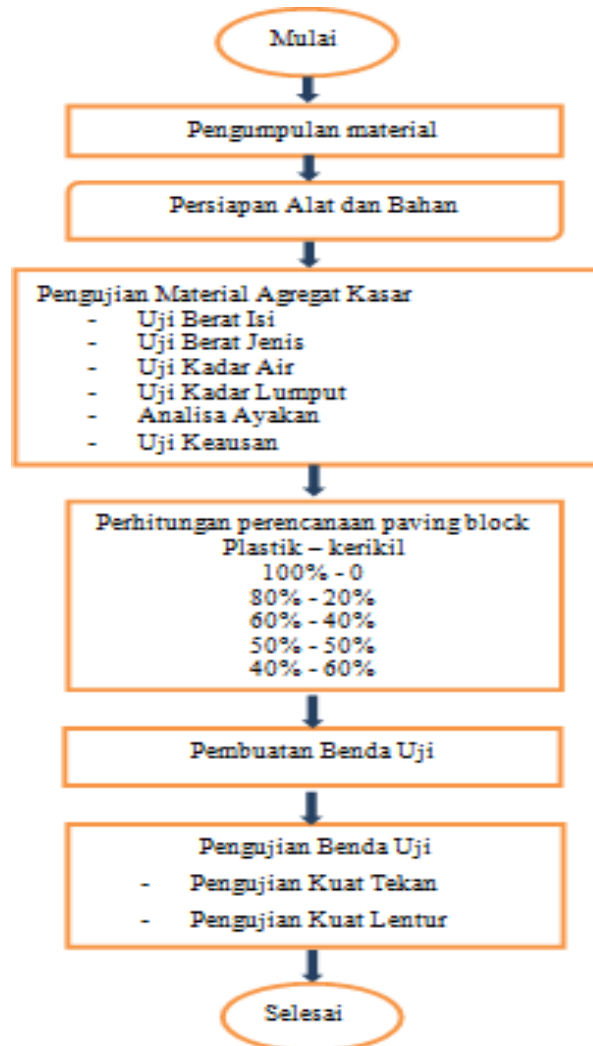 Mulai
Pengumpulan material
Persiapan Alat dan Bahan
Pengujian Material Agregat Kasar
- Uji Berat Isi
- Uji Berat Jenis
- Uji Kadar Air
- Uji Kadar Lumput
- Analisa Ayakan
- Uji Keausan
Perhitungan perencanaan paving block
Plastik – kerikil
100% - 0
80% - 20%
60% - 40%
50% - 50%
40% - 60%
Pembuatan Benda Uji
Pengujian Benda Uji
- Pengujian Kuat Tekan
- Pengujian Kuat Lentur
Selesai